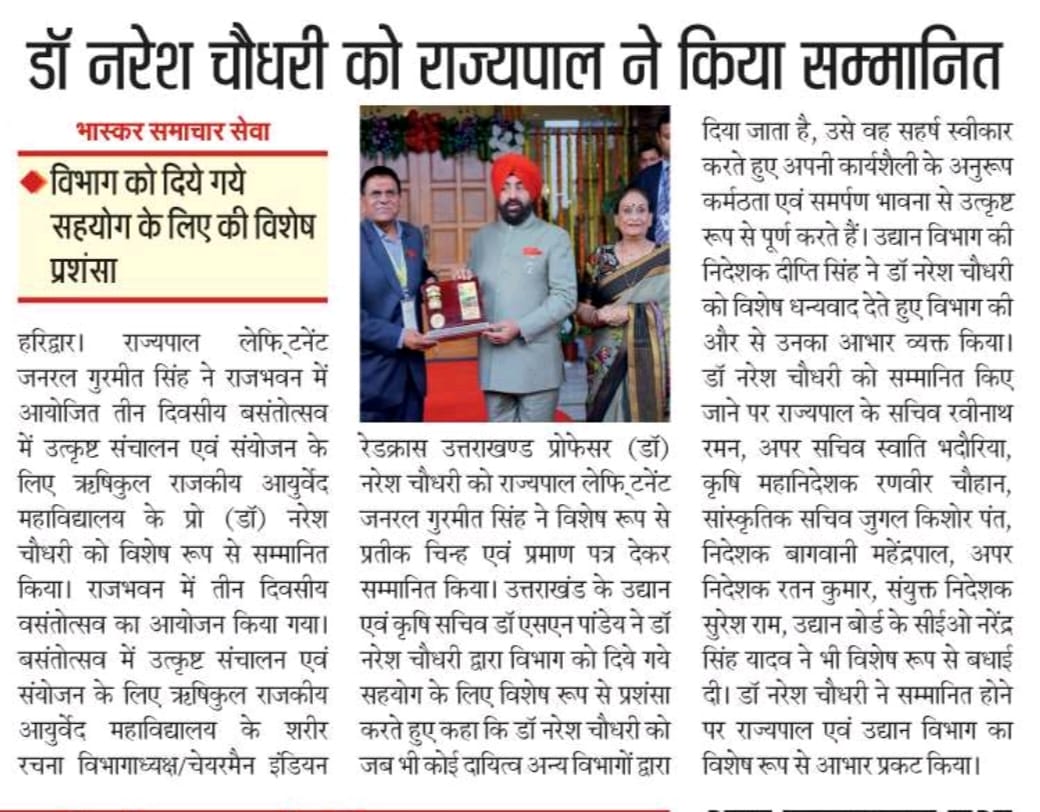 डॉ नरेश चौधरी को राज्यपाल ने किया सम्मानित
भास्कर समाचार सेवा
विभाग को दिये गये
सहयोग के लिए की विशेष
प्रशंसा
हरिद्वार। राज्यपाल लेफ्टिनेंट
जनरल गुरमीत सिंह ने राजभवन में
आयोजित तीन दिवसीय बसंतोत्सव
में उत्कृष्ट संचालन एवं संयोजन के
लिए ऋषिकुल राजकीय आयुर्वेद
महाविद्यालय के प्रो (डॉ) नरेश
चौधरी को विशेष रूप से सम्मानित
किया। राजभवन में तीन दिवसीय
वसंतोत्सव का आयोजन किया गया।
बसंतोत्सव में उत्कृष्ट संचालन एवं
संयोजन के लिए ऋषिकुल राजकीय
आयुर्वेद महाविद्यालय के शरीर
रचना विभागाध्यक्ष/चेयरमैन इंडियन
रेडक्रास उत्तराखण्ड प्रोफेसर (डॉ)
नरेश चौधरी को राज्यपाल लेफ्टिनेंट
जनरल गुरमीत सिंह ने विशेष रूप से
प्रतीक चिन्ह एवं प्रमाण पत्र देकर
सम्मानित किया। उत्तराखंड के उद्यान
एवं कृषि सचिव डॉ एसएन पांडेय ने डॉ
नरेश चौधरी द्वारा विभाग को दिये गये
सहयोग के लिए विशेष रूप से प्रशंसा
करते हुए कहा कि डॉ नरेश चौधरी को
जब भी कोई दायित्व अन्य विभागों द्वारा
दिया जाता है, उसे वह सहर्ष स्वीकार
करते हुए अपनी कार्यशैली के अनुरूप
कर्मठता एवं समर्पण भावना से उत्कृष्ट
रूप से पूर्ण करते हैं। उद्यान विभाग की
निदेशक दीप्ति सिंह ने डॉ नरेश चौधरी
को विशेष धन्यवाद देते हुए विभाग की
और से उनका आभार व्यक्त किया।
डॉ नरेश चौधरी को सम्मानित किए
जाने पर राज्यपाल के सचिव रवीनाथ
रमन, अपर सचिव स्वाति भदौरिया,
कृषि महानिदेशक रणवीर चौहान,
सांस्कृतिक सचिव जुगल किशोर पंत,
निदेशक बागवानी महेंद्रपाल, अपर
निदेशक रतन कुमार, संयुक्त निदेशक
सुरेश राम, उद्यान बोर्ड के सीईओ नरेंद्र
सिंह यादव ने भी विशेष रूप से बधाई
दी। डॉ नरेश चौधरी ने सम्मानित होने
पर राज्यपाल एवं उद्यान विभाग का
विशेष रूप से आभार प्रकट किया।